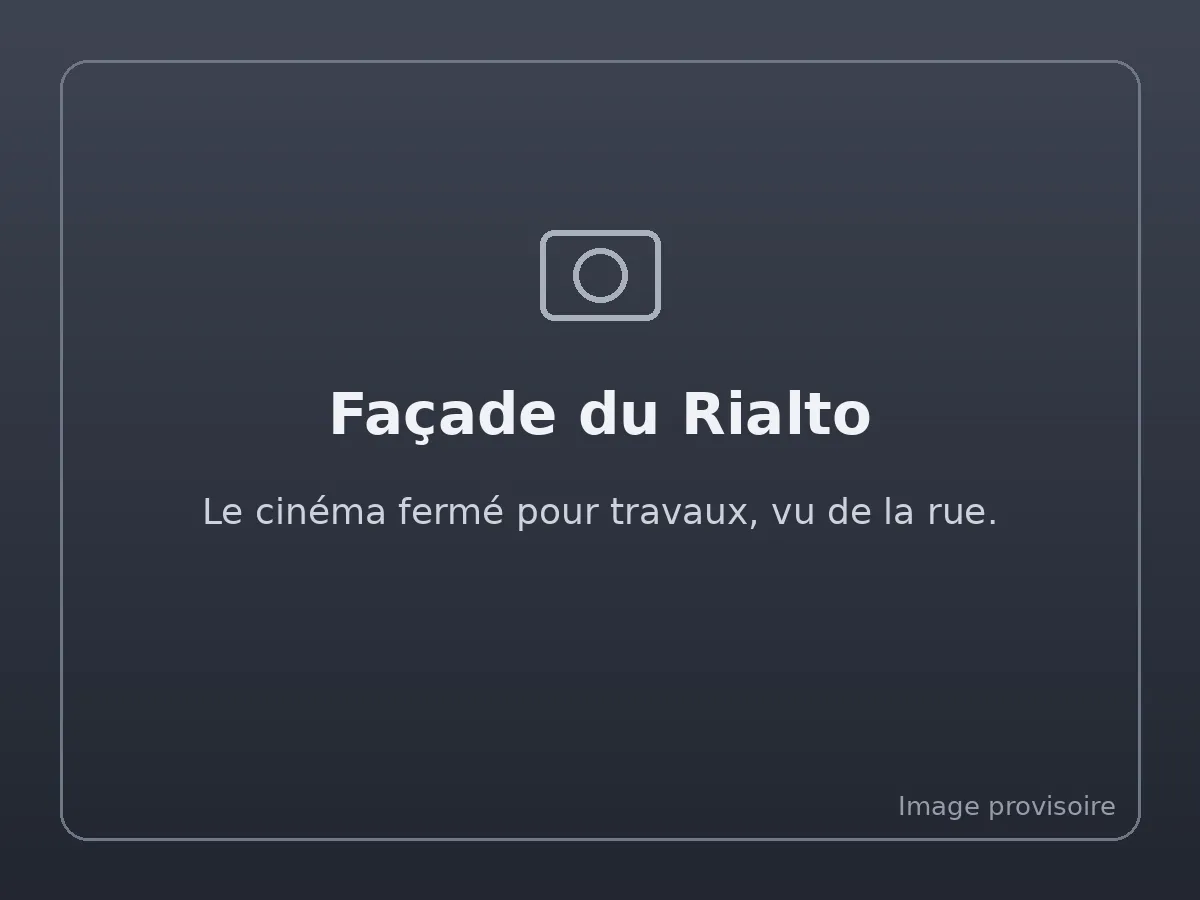 Façade du Rialto
Le cinéma fermé pour travaux, vu de la rue.
Image provisoire